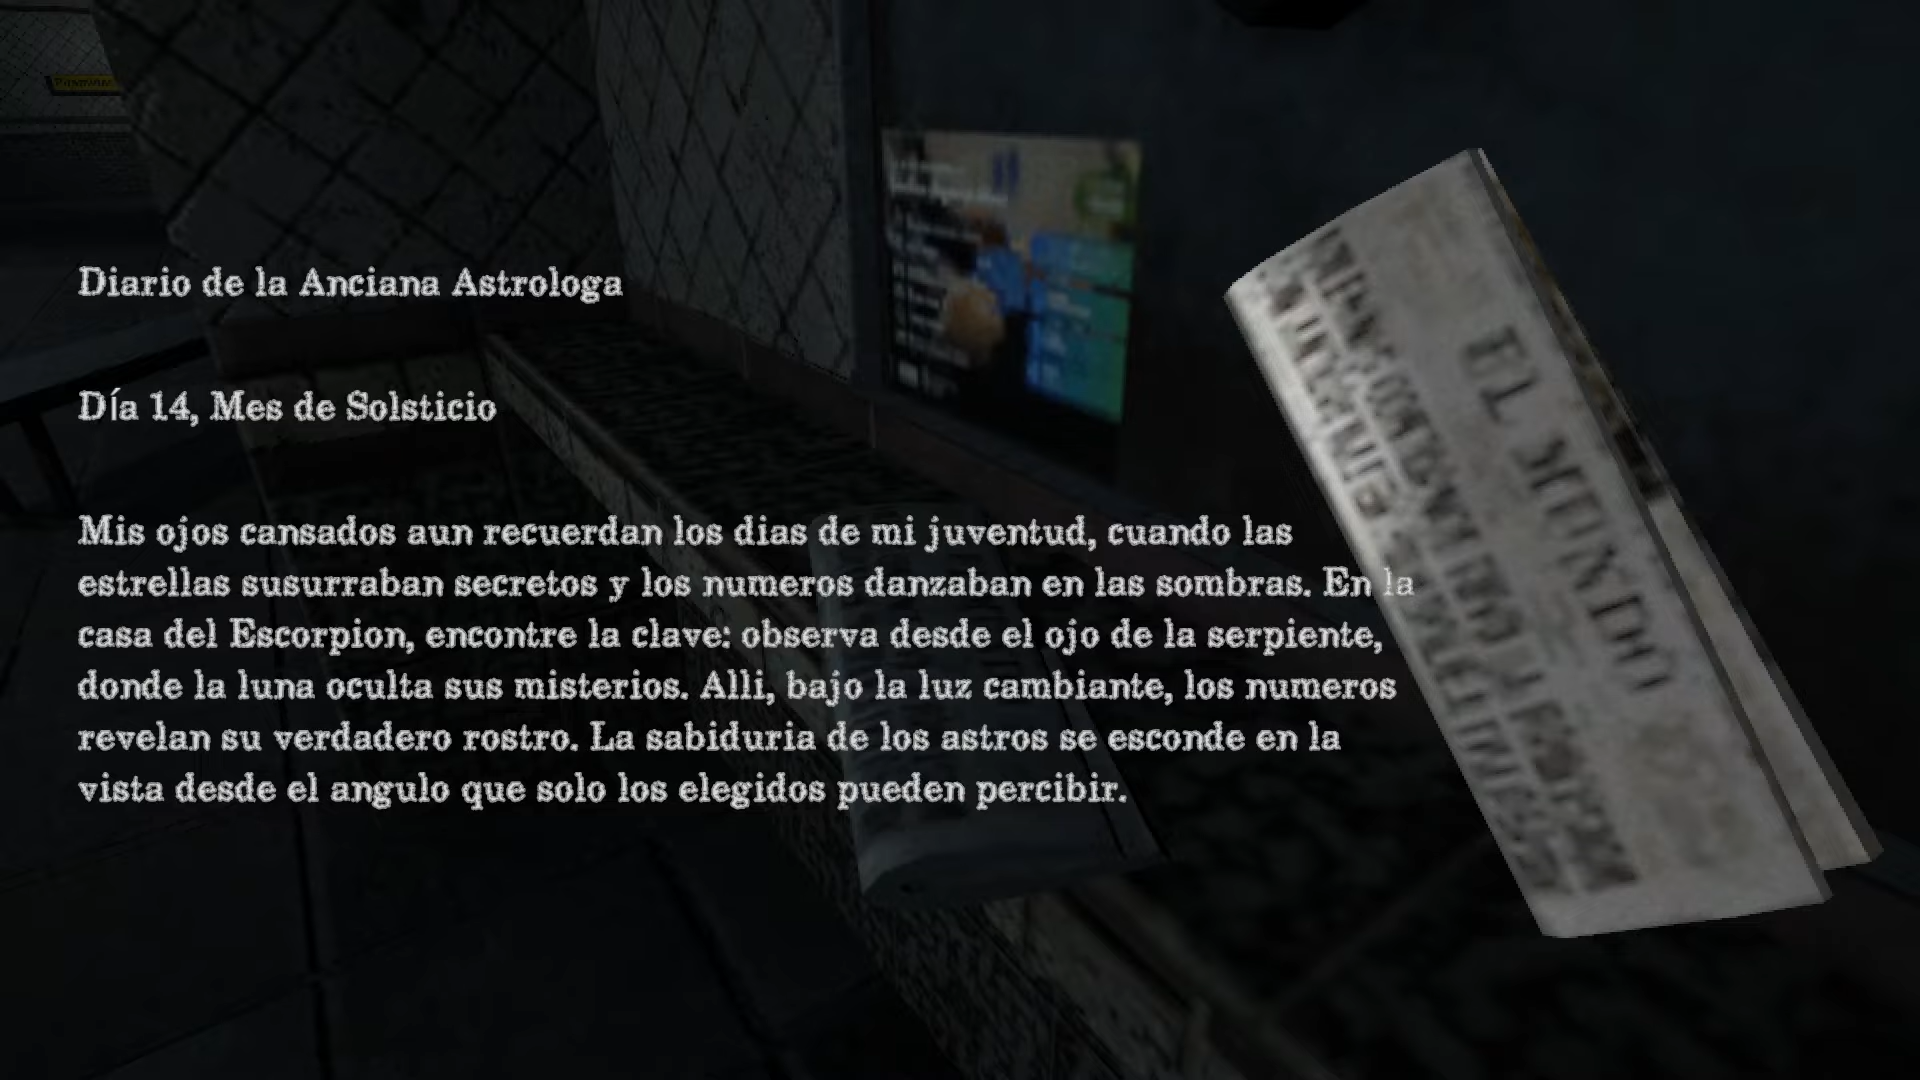 Diario de la Anciana Astrologa
Día 14, Mes de Solsticio
Mis ojos cansados aun recuerdan los dias de mi juventud, cuando las
estrellas susurraban secretos y los numeros danzaban en las sombras. En la
casa del Escorpion, encontre la clave: observa desde el ojo de la serpiente,
donde la luna oculta sus misterios. Alli, bajo la luz cambiante, los numeros
revelan su verdadero rostro. La sabiduria de los astros se esconde en la
vista desde el angulo que solo los elegidos pueden percibir.
EL MUNDO